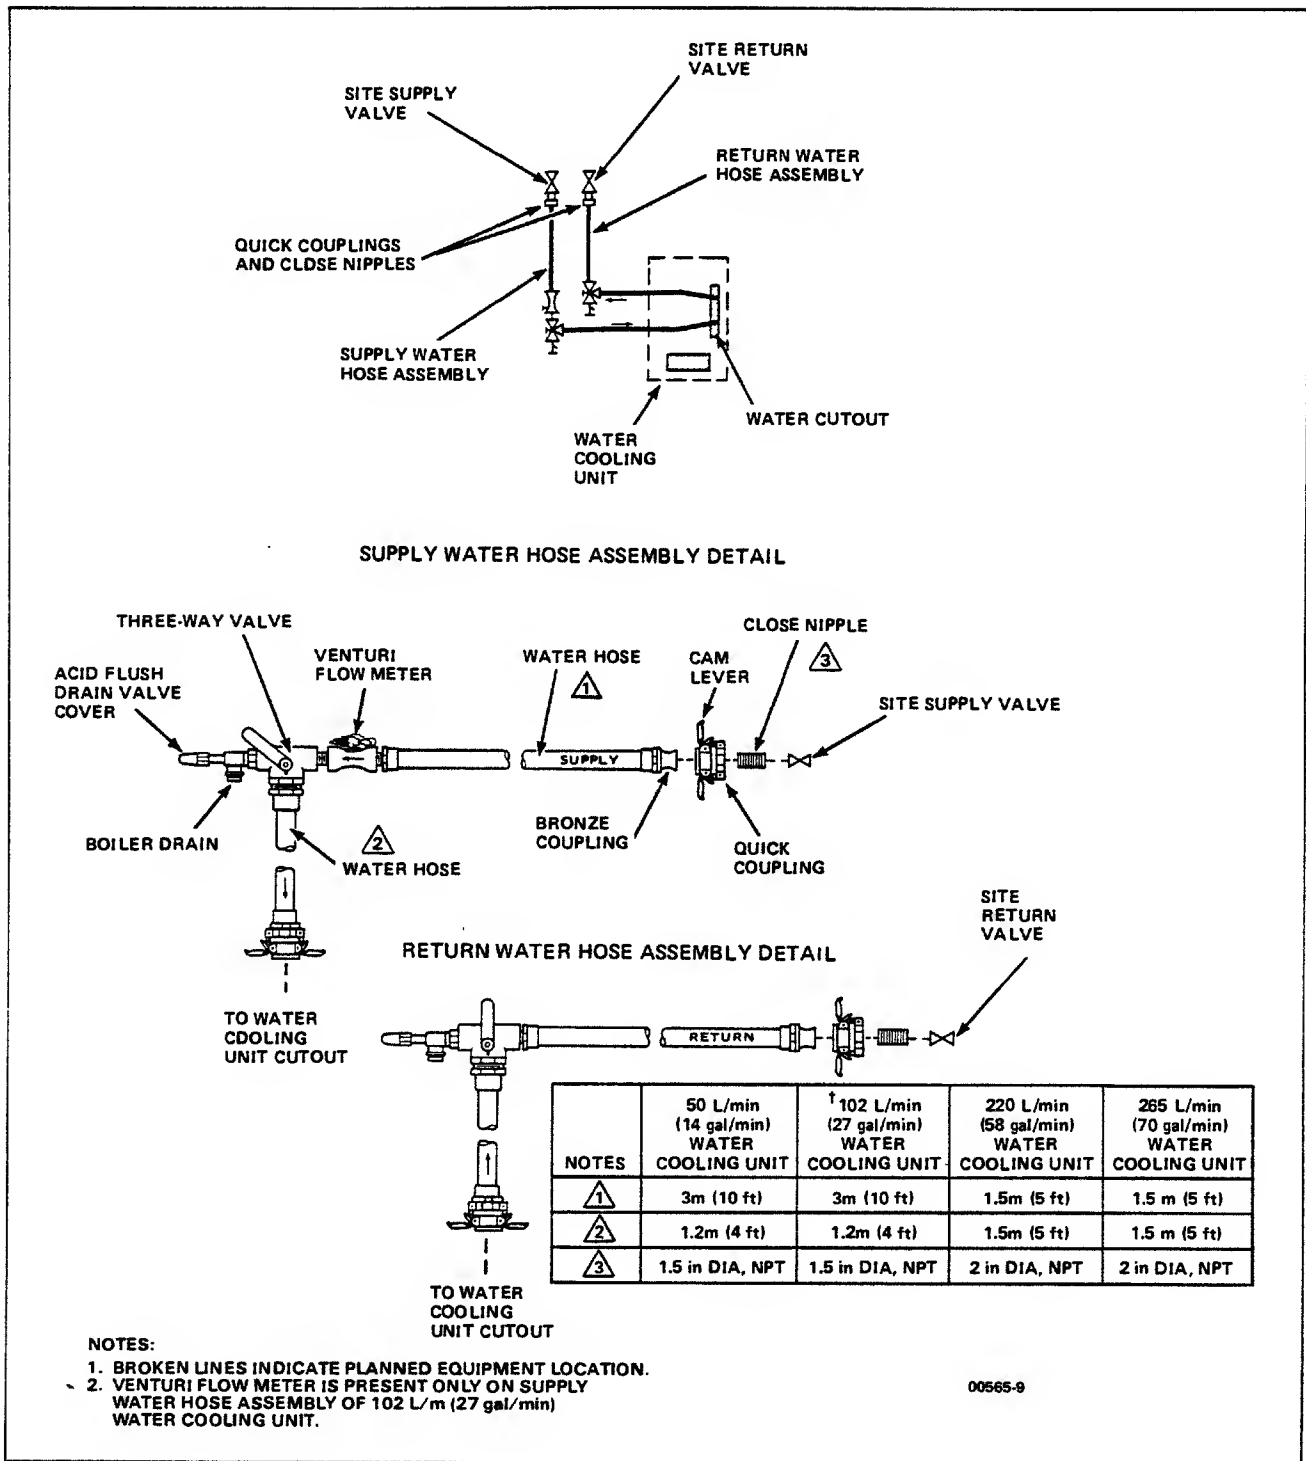 SITE RETURN
VALVE
SITE SUPPLY
VALVE
RETURN WATER
HOSE ASSEMBLY
QUICK COUPLINGS
AND CLOSE NIPPLES
SUPPLY WATER
HOSE ASSEMBLY
WATER CUTOUT
WATER
COOLING
UNIT
SUPPLY WATER HOSE ASSEMBLY DETAIL
THREE-WAY VALVE
CLOSE NIPPLE
3
VENTURI
FLOW METER
WATER HOSE
1
CAM
LEVER
ACID FLUSH
DRAIN VALVE
COVER
SITE SUPPLY VALVE
SUPPLY
BOILER DRAIN
2
WATER HOSE
BRONZE
COUPLING
QUICK
COUPLING
SITE
RETURN
VALVE
RETURN WATER HOSE ASSEMBLY DETAIL
TO WATER
COOLING
UNIT CUTOUT
RETURN
NOTES
50 L/min
(14 gal/min)
WATER
COOLING UNIT
†102 L/min
(27 gal/min)
WATER
COOLING UNIT
220 L/min
(58 gal/min)
WATER
COOLING UNIT
265 L/min
(70 gal/min)
WATER
COOLING UNIT
1 3m (10 ft) 3m (10 ft) 1.5m (5 ft) 1.5 m (5 ft)
2 1.2m (4 ft) 1.2m (4 ft) 1.5m (5 ft) 1.5 m (5 ft)
3 1.5 in DIA, NPT 1.5 in DIA, NPT 2 in DIA, NPT 2 in DIA, NPT
TO WATER
COOLING
UNIT CUTOUT
NOTES:
1. BROKEN LINES INDICATE PLANNED EQUIPMENT LOCATION.
2. VENTURI FLOW METER IS PRESENT ONLY ON SUPPLY
WATER HOSE ASSEMBLY OF 102 L/m (27 gal/min)
WATER COOLING UNIT.
00565-9